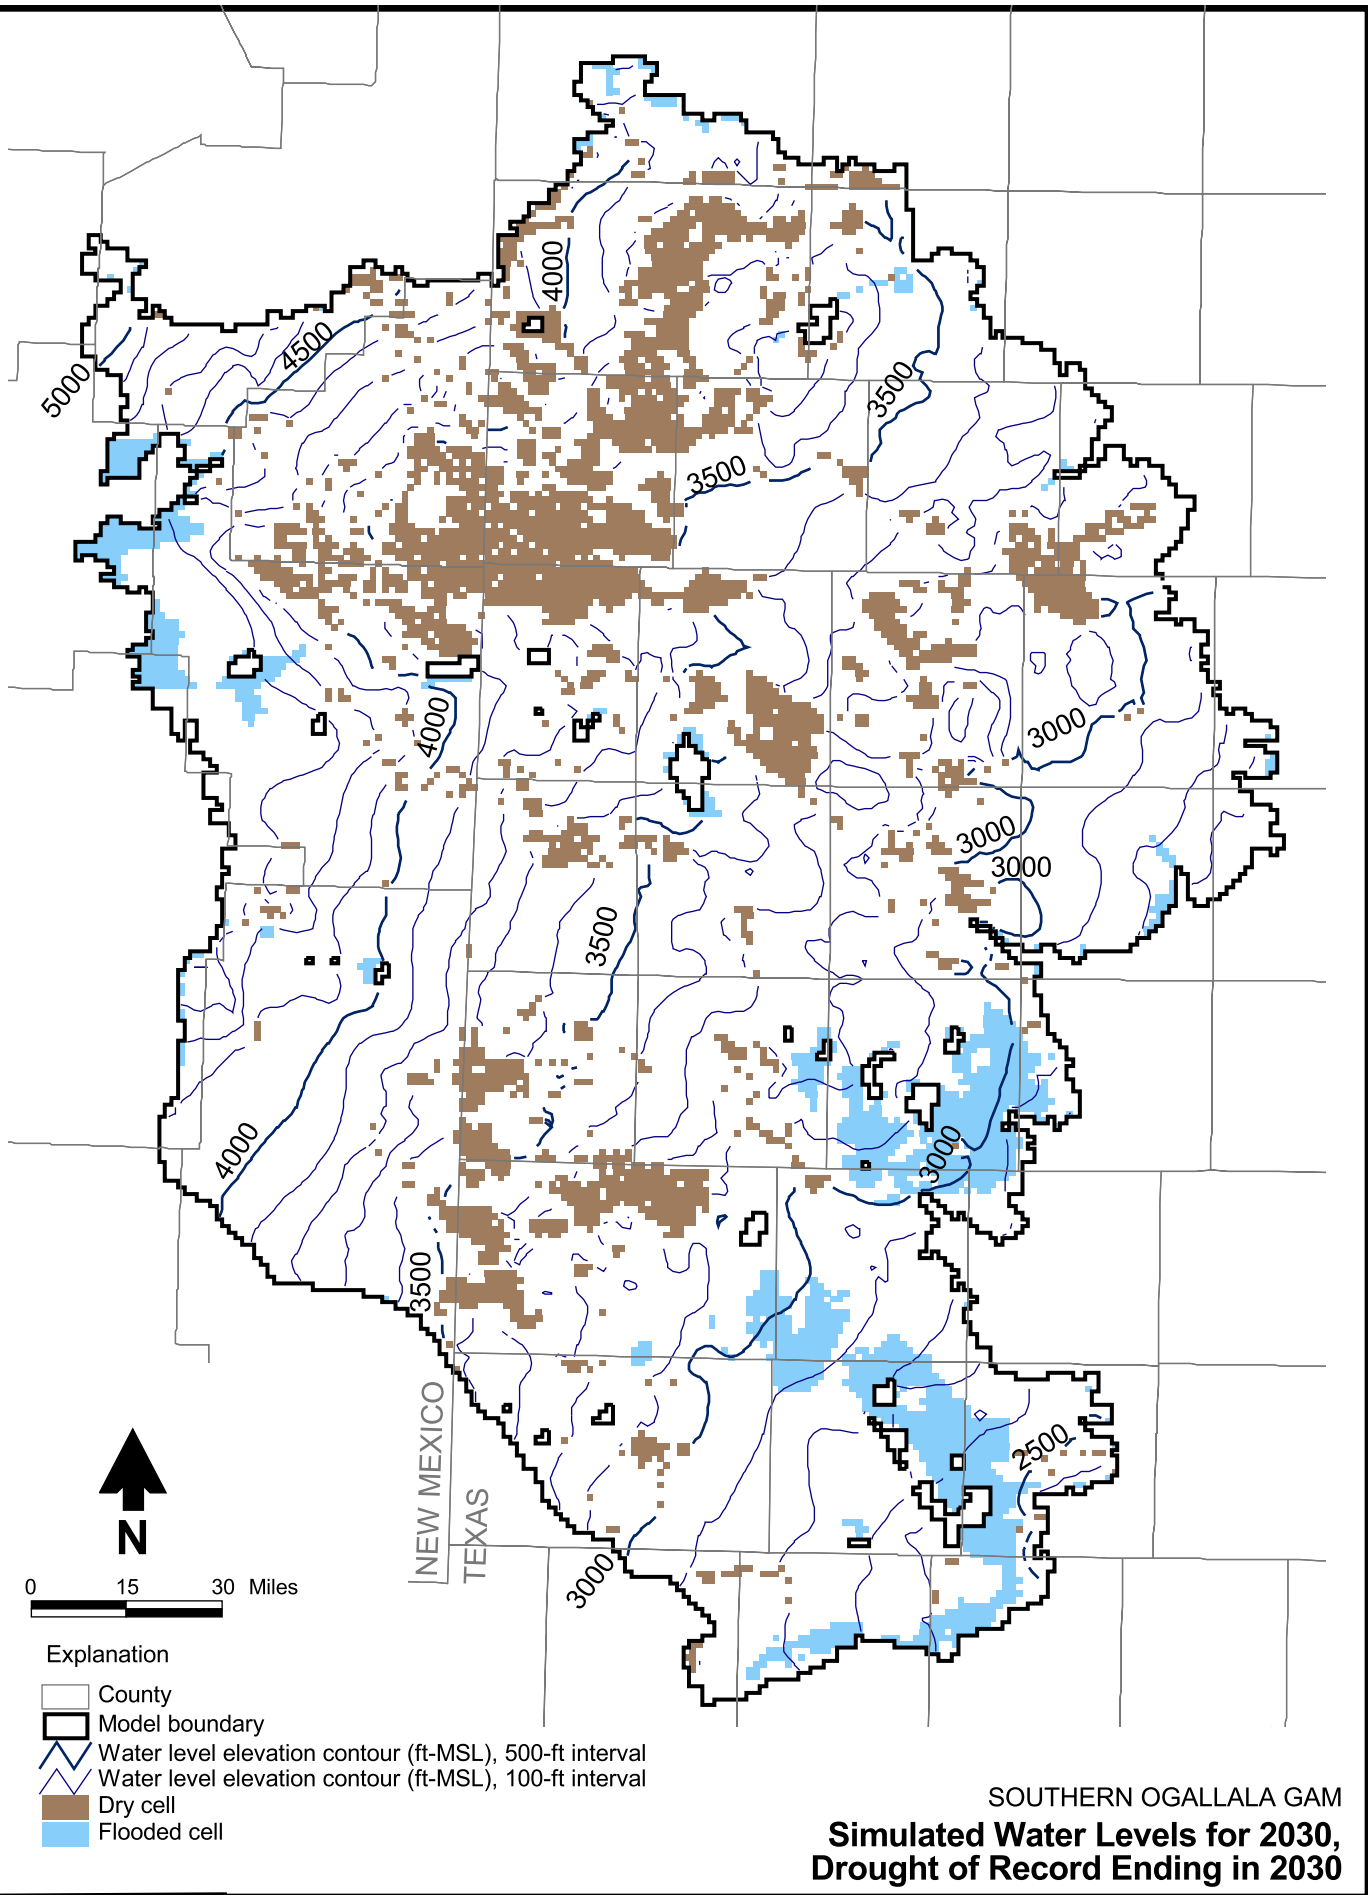 4000
4500
5000
3500
3500
4000
3000
3000
3000
3500
4000
3000
3500
2500
3000
NEW MEXICO
TEXAS
N
0 15 30 Miles
Explanation
County
Model boundary
Water level elevation contour (ft-MSL), 500-ft interval
Water level elevation contour (ft-MSL), 100-ft interval
Dry cell
Flooded cell
SOUTHERN OGALLALA GAM
Simulated Water Levels for 2030,
Drought of Record Ending in 2030